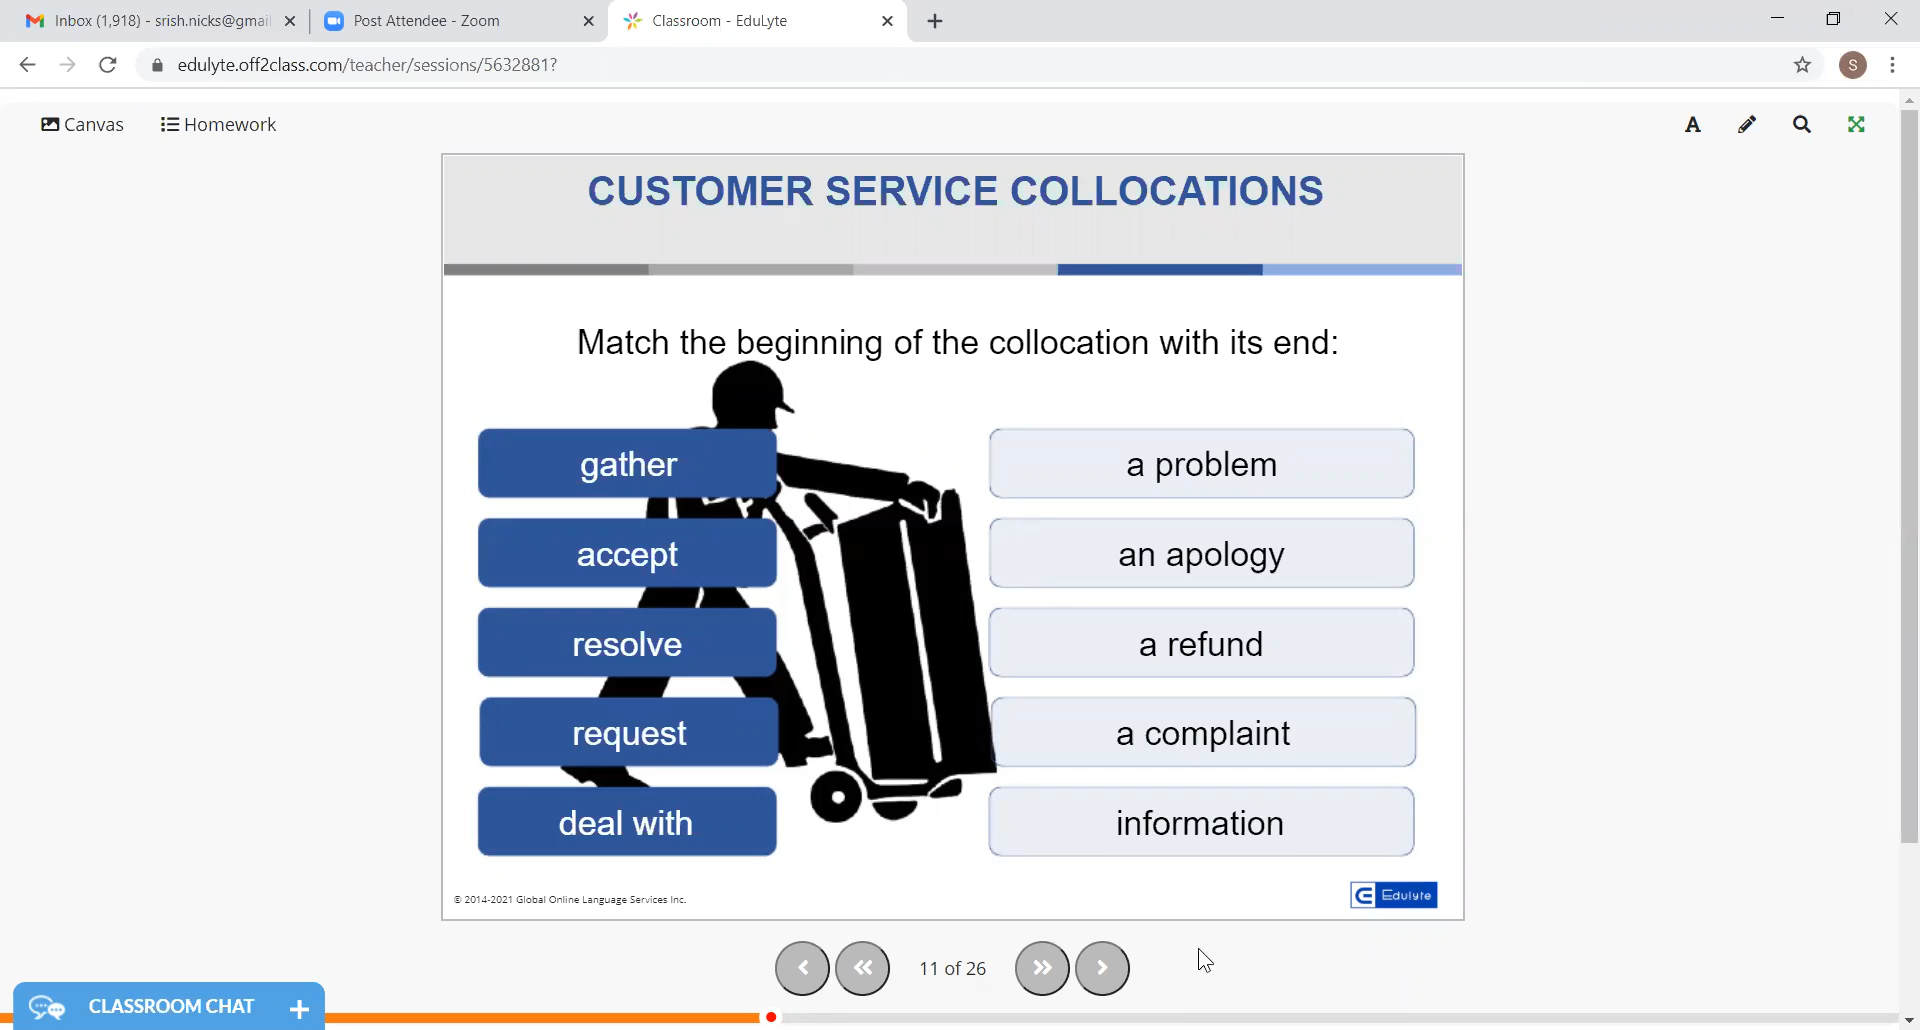 Inbox (1,918) - srish.nicks@gmai
Post Attendee - Zoom
Classroom - EduLyte
edulyte.off2class.com/teacher/sessions/5632881?
S
Canvas
Homework
A
CUSTOMER SERVICE COLLOCATIONS
Match the beginning of the collocation with its end:
gather
a problem
accept
an apology
resolve
a refund
request
a complaint
deal with
information
© 2014-2021 Global Online Language Services Inc.
Edulyte
11 of 26
CLASSROOM CHAT